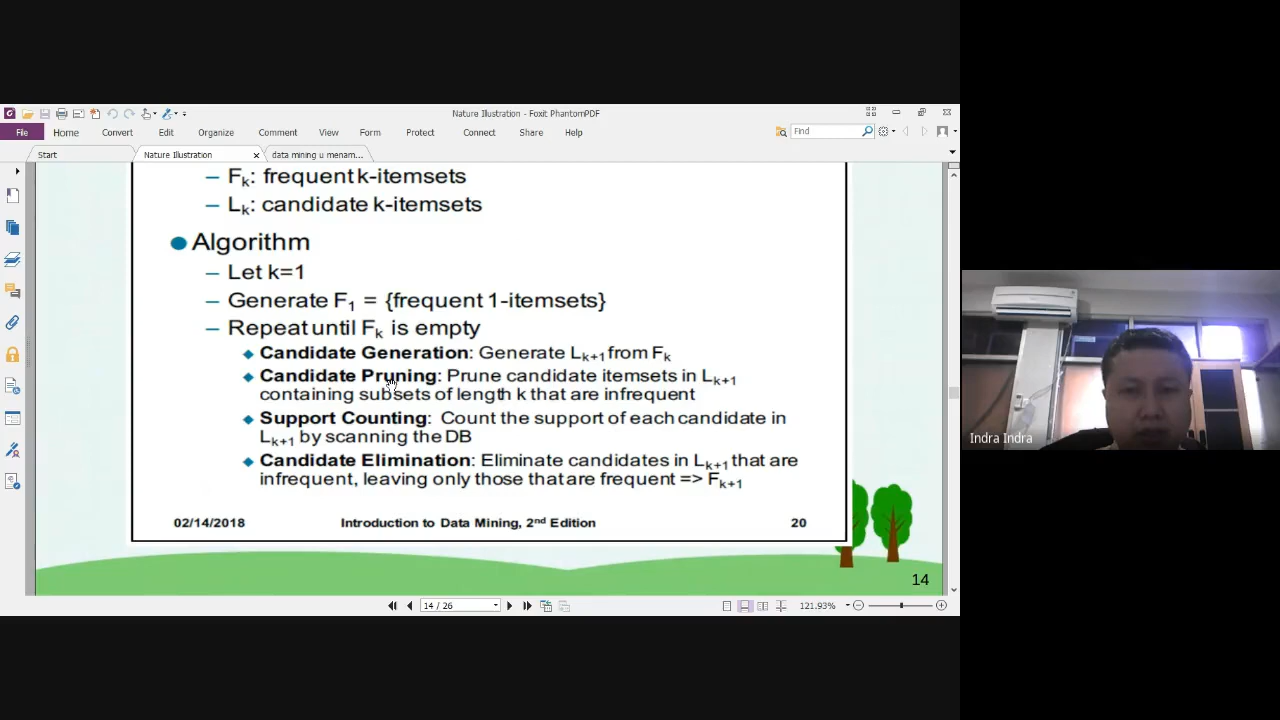 Nature Illustration - Foxit PhantomPDF
File Home Convert Edit Organize Comment View Form Protect Connect Share Help Find
Start Nature Illustration data mining u menam...
– Fk: frequent k-itemsets
– Lk: candidate k-itemsets
Algorithm
– Let k=1
– Generate F1 = {frequent 1-itemsets}
– Repeat until Fk is empty
Candidate Generation: Generate Lk+1 from Fk
Candidate Pruning: Prune candidate itemsets in Lk+1
containing subsets of length k that are infrequent
Support Counting: Count the support of each candidate in
Lk+1 by scanning the DB
Candidate Elimination: Eliminate candidates in Lk+1 that are
infrequent, leaving only those that are frequent => Fk+1
02/14/2018 Introduction to Data Mining, 2nd Edition 20
14
14 / 26 121.93%
Indra Indra